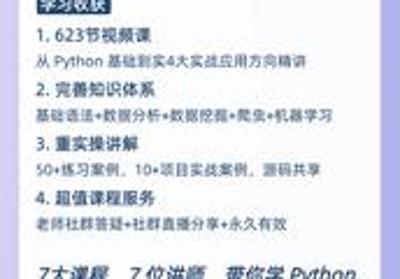 学习收获
1. 623节视频课
从 Python 基础到实4大实战应用方向精讲
2. 完善知识体系
基础语法+数据分析+数据挖掘+爬虫+机器学习
3. 重实操讲解
50+练习案例，10+项目实战案例，源码共享
4. 超值课程服务
老师社群答疑+社群直播分享+永久有效
7大课程，7 位讲师，带你学 Python